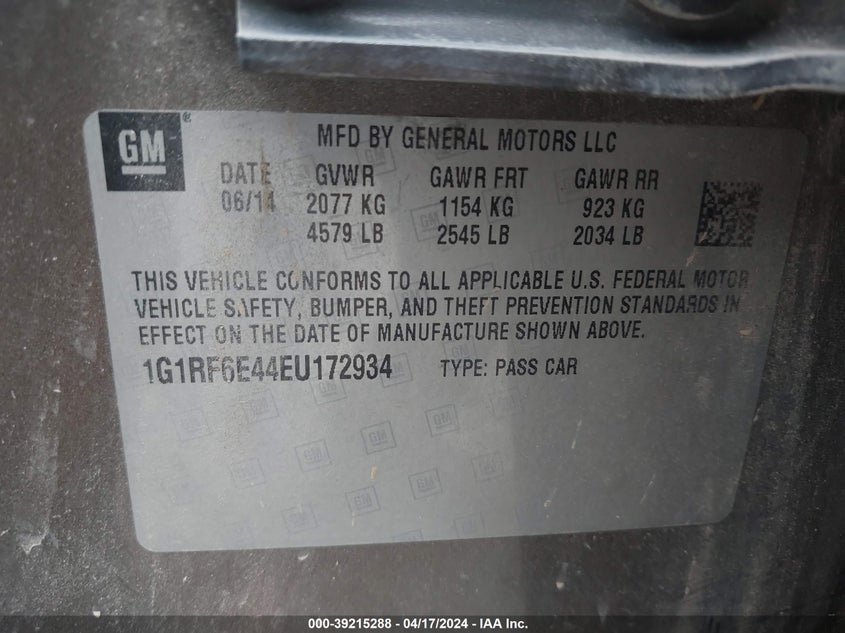 GM®
MFD BY GENERAL MOTORS LLC
DATE GVWR GAWR FRT GAWR RR
06/14 2077 KG 1154 KG 923 KG
4579 LB 2545 LB 2034 LB
THIS VEHICLE CONFORMS TO ALL APPLICABLE U.S. FEDERAL MOTOR
VEHICLE SAFETY, BUMPER, AND THEFT PREVENTION STANDARDS IN
EFFECT ON THE DATE OF MANUFACTURE SHOWN ABOVE.
1G1RF6E44EU172934 TYPE: PASS CAR
000-39215288 - 04/17/2024 - IAA Inc.